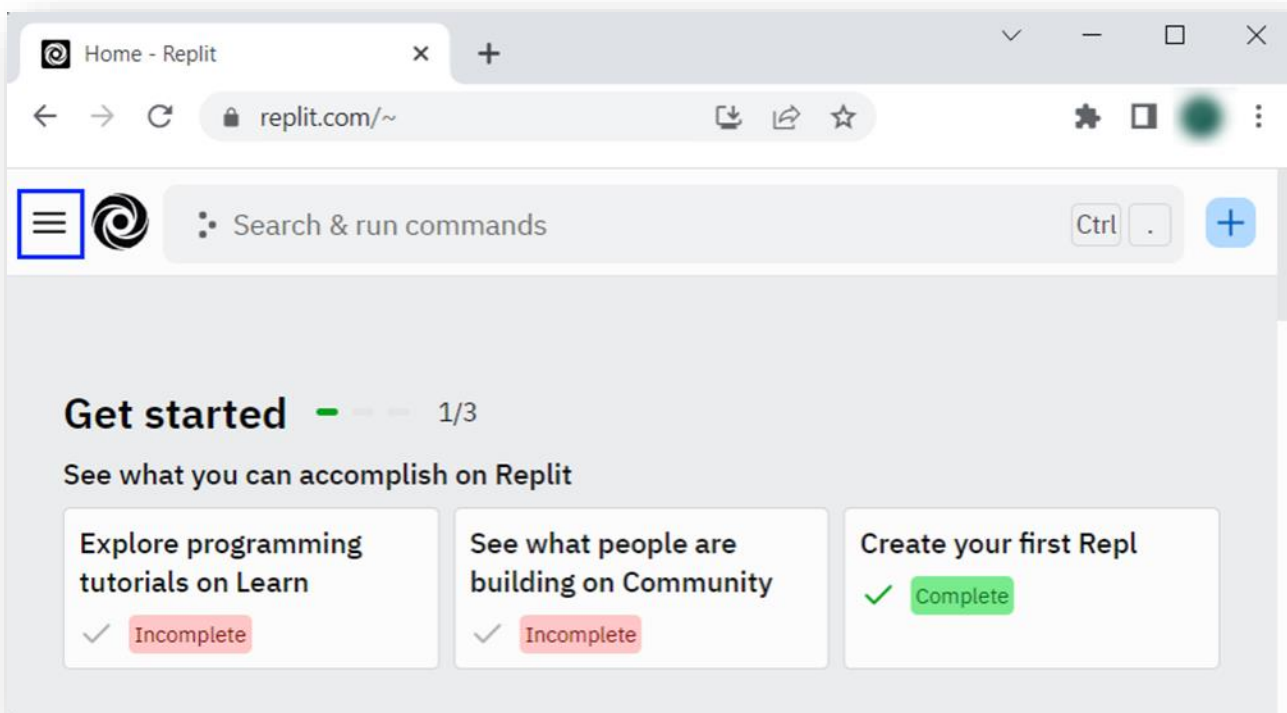 Home - Replit
replit.com/~
Search & run commands
Ctrl .
Get started 1/3
See what you can accomplish on Replit
Explore programming
tutorials on Learn
Incomplete
See what people are
building on Community
Incomplete
Create your first Repl
Complete